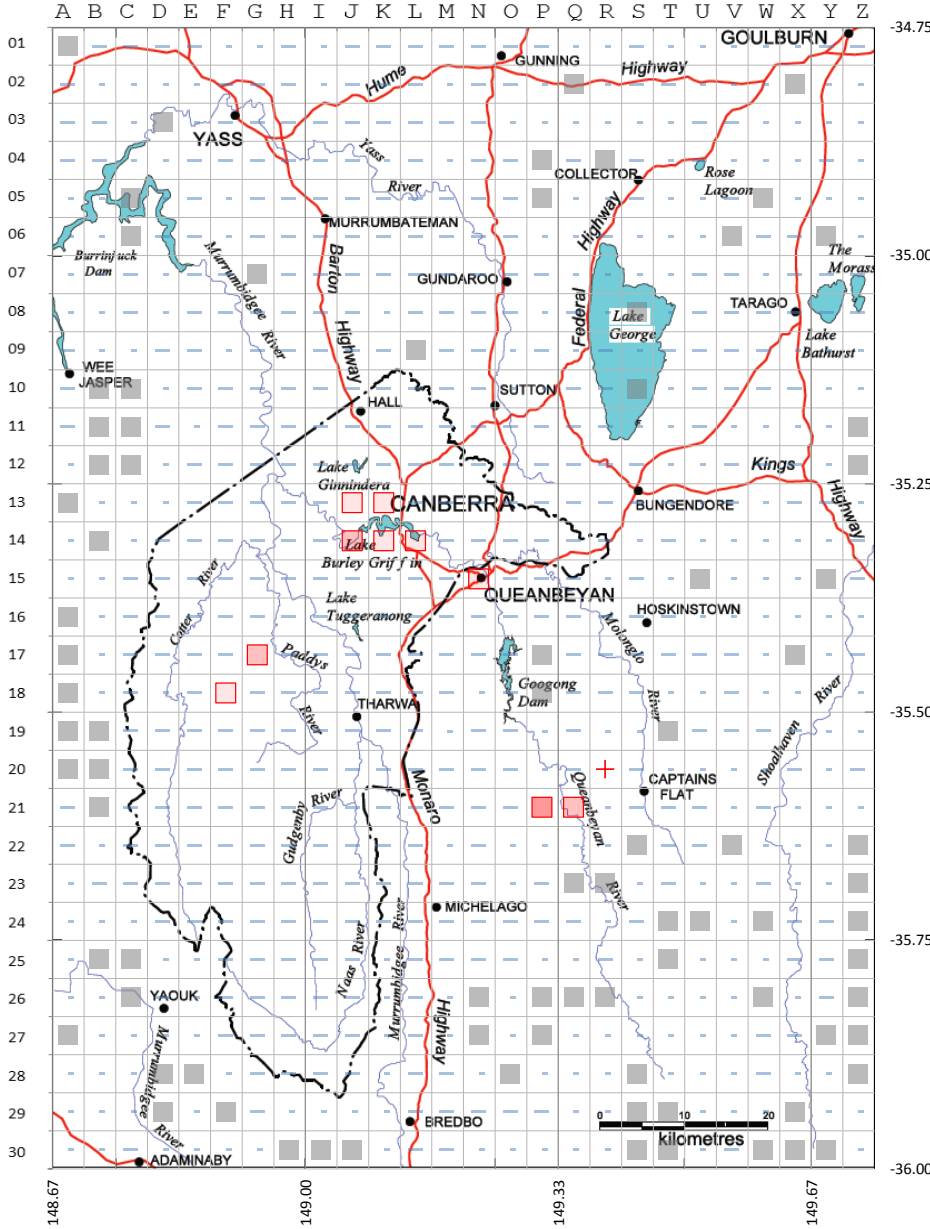 A B C D E F G H I J K L M N O P Q R S T U V W X Y Z
-34.75
01
GOULBURN
GUNNING
02
Hume
Highway
03
YASS
04
Yass
River
COLLECTOR
Rose
Lagoon
05
MURRUMBATEMAN
Highway
06
Burrinjuck
Dam
Murrumbidgee
River
Barton
Highway
-35.00
The
Morass
07
GUNDAROO
Federal
08
TARAGO
Lake
George
Lake
Bathurst
09
WEE
JASPER
10
SUTTON
HALL
11
12
Lake
Ginnindera
Kings
Highway
-35.25
13
CANBERRA
BUNGENDORE
14
Lake
Burley Griffin
15
River
Cotter
QUEANBEYAN
Lake
Tuggeranong
HOSKINSTOWN
16
Molonglo
River
17
Paddys
River
18
Googong
Dam
THARWA
River
Shoalhaven
-35.50
19
20
Monaro
Highway
Queanbeyan
River
CAPTAINS
FLAT
21
Gudgenby
River
22
23
24
MICHELAGO
Naas
River
Murrumbidgee
River
-35.75
25
26
YAOUK
27
Murrumbidgee
River
28
29
BREDBO
0 10 20
kilometres
30
ADAMINABY
-36.00
148.67
149.00
149.33
149.67